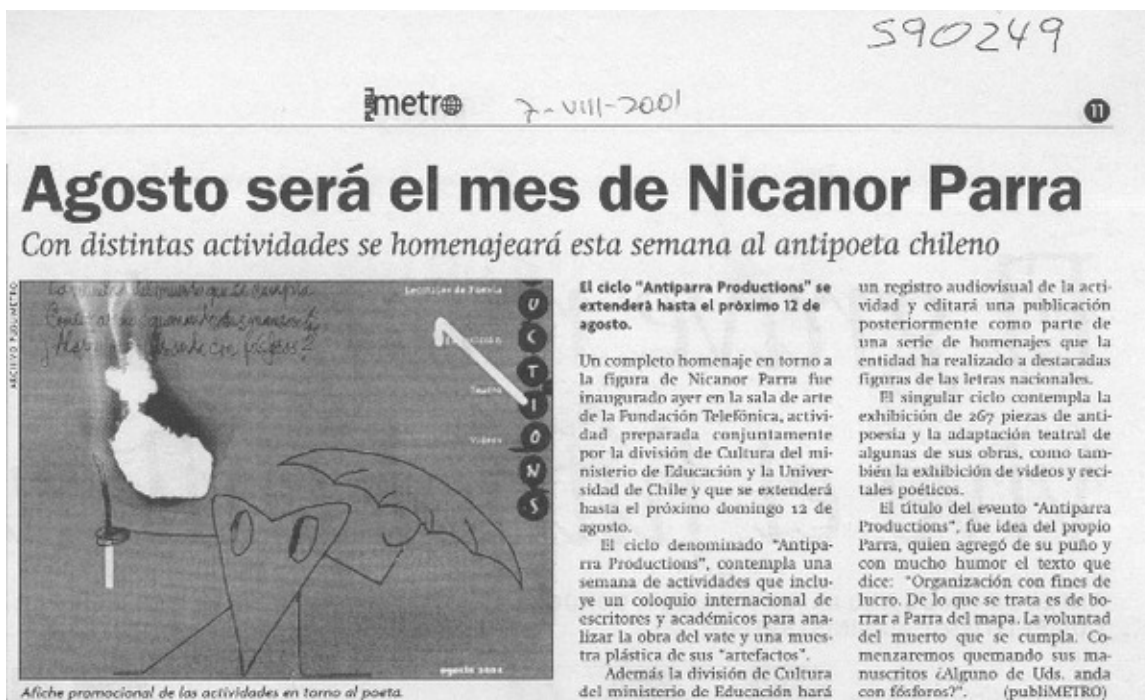 S90249
publimetro
7-VIII-2001
11
Agosto será el mes de Nicanor Parra
Con distintas actividades se homenajeará esta semana al antipoeta chileno
ARCHIVO PUBLIMETRO
Lecturas de Poesía
Teatro
Videos
U
C
T
I
O
N
S
agosto 2001
Afiche promocional de las actividades en torno al poeta.
El ciclo "Antiparra Productions" se
extenderá hasta el próximo 12 de
agosto.
Un completo homenaje en torno a
la figura de Nicanor Parra fue
inaugurado ayer en la sala de arte
de la Fundación Telefónica, activi-
dad preparada conjuntamente
por la división de Cultura del mi-
nisterio de Educación y la Univer-
sidad de Chile y que se extenderá
hasta el próximo domingo 12 de
agosto.
El ciclo denominado "Antipa-
rra Productions", contempla una
semana de actividades que inclu-
ye un coloquio internacional de
escritores y académicos para ana-
lizar la obra del vate y una mues-
tra plástica de sus "artefactos".
Además la división de Cultura
del ministerio de Educación hará
un registro audiovisual de la acti-
vidad y editará una publicación
posteriormente como parte de
una serie de homenajes que la
entidad ha realizado a destacadas
figuras de las letras nacionales.
El singular ciclo contempla la
exhibición de 267 piezas de anti-
poesía y la adaptación teatral de
algunas de sus obras, como tam-
bién la exhibición de videos y reci-
tales poéticos.
El título del evento "Antiparra
Productions", fue idea del propio
Parra, quien agregó de su puño y
con mucho humor el texto que
dice: "Organización con fines de
lucro. De lo que se trata es de bo-
rrar a Parra del mapa. La voluntad
del muerto que se cumpla. Co-
menzaremos quemando sus ma-
nuscritos ¿Alguno de Uds. anda
con fósforos?". (publiMETRO)